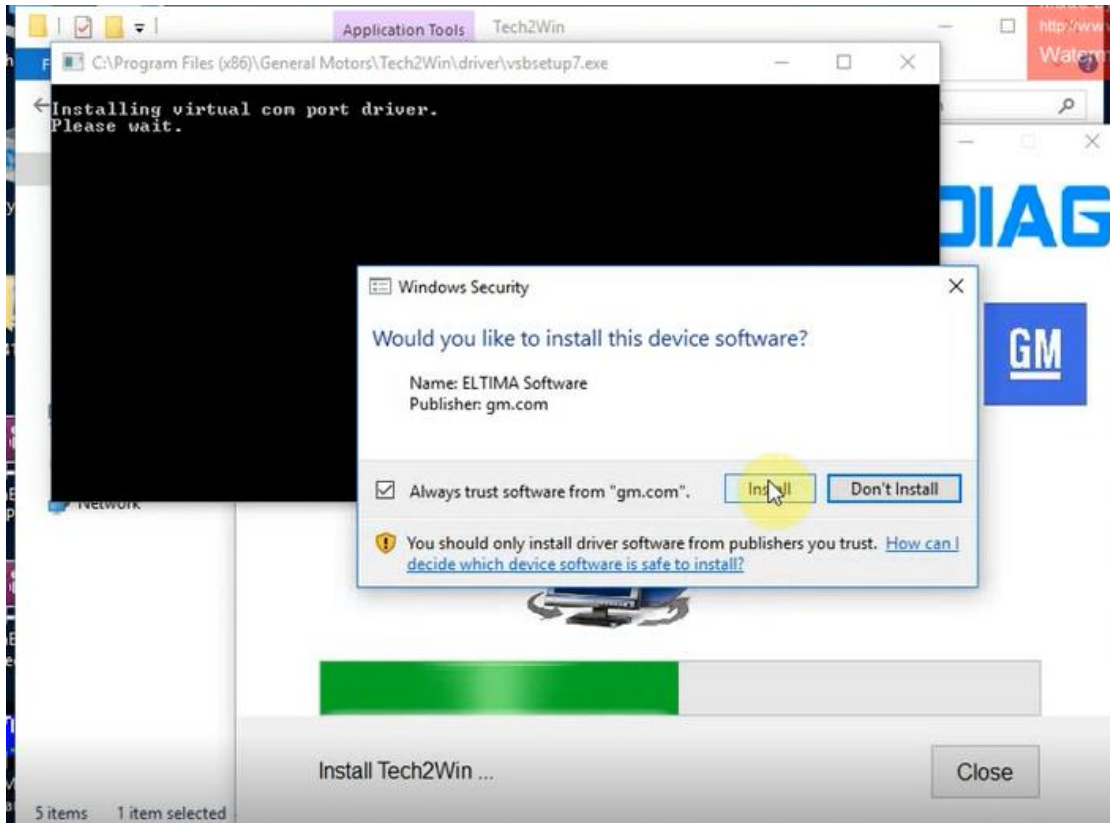 Application Tools
Tech2Win
http://www
Waterm
C:\Program Files (x86)\General Motors\Tech2Win\driver\vsbsetup7.exe
Installing virtual com port driver.
Please wait.
DIAG
Windows Security
Would you like to install this device software?
GM
Name: ELTIMA Software
Publisher: gm.com
Always trust software from "gm.com".
Install
Don't Install
Network
You should only install driver software from publishers you trust. How can I
decide which device software is safe to install?
Install Tech2Win ...
Close
5 items
1 item selected